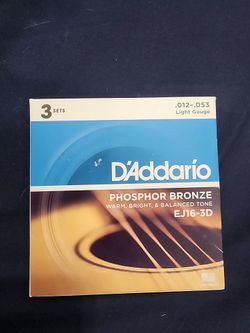 3 SETS
.012-.053
Light Gauge
D'Addario
PHOSPHOR BRONZE
WARM, BRIGHT, & BALANCED TONE
EJ16-3D